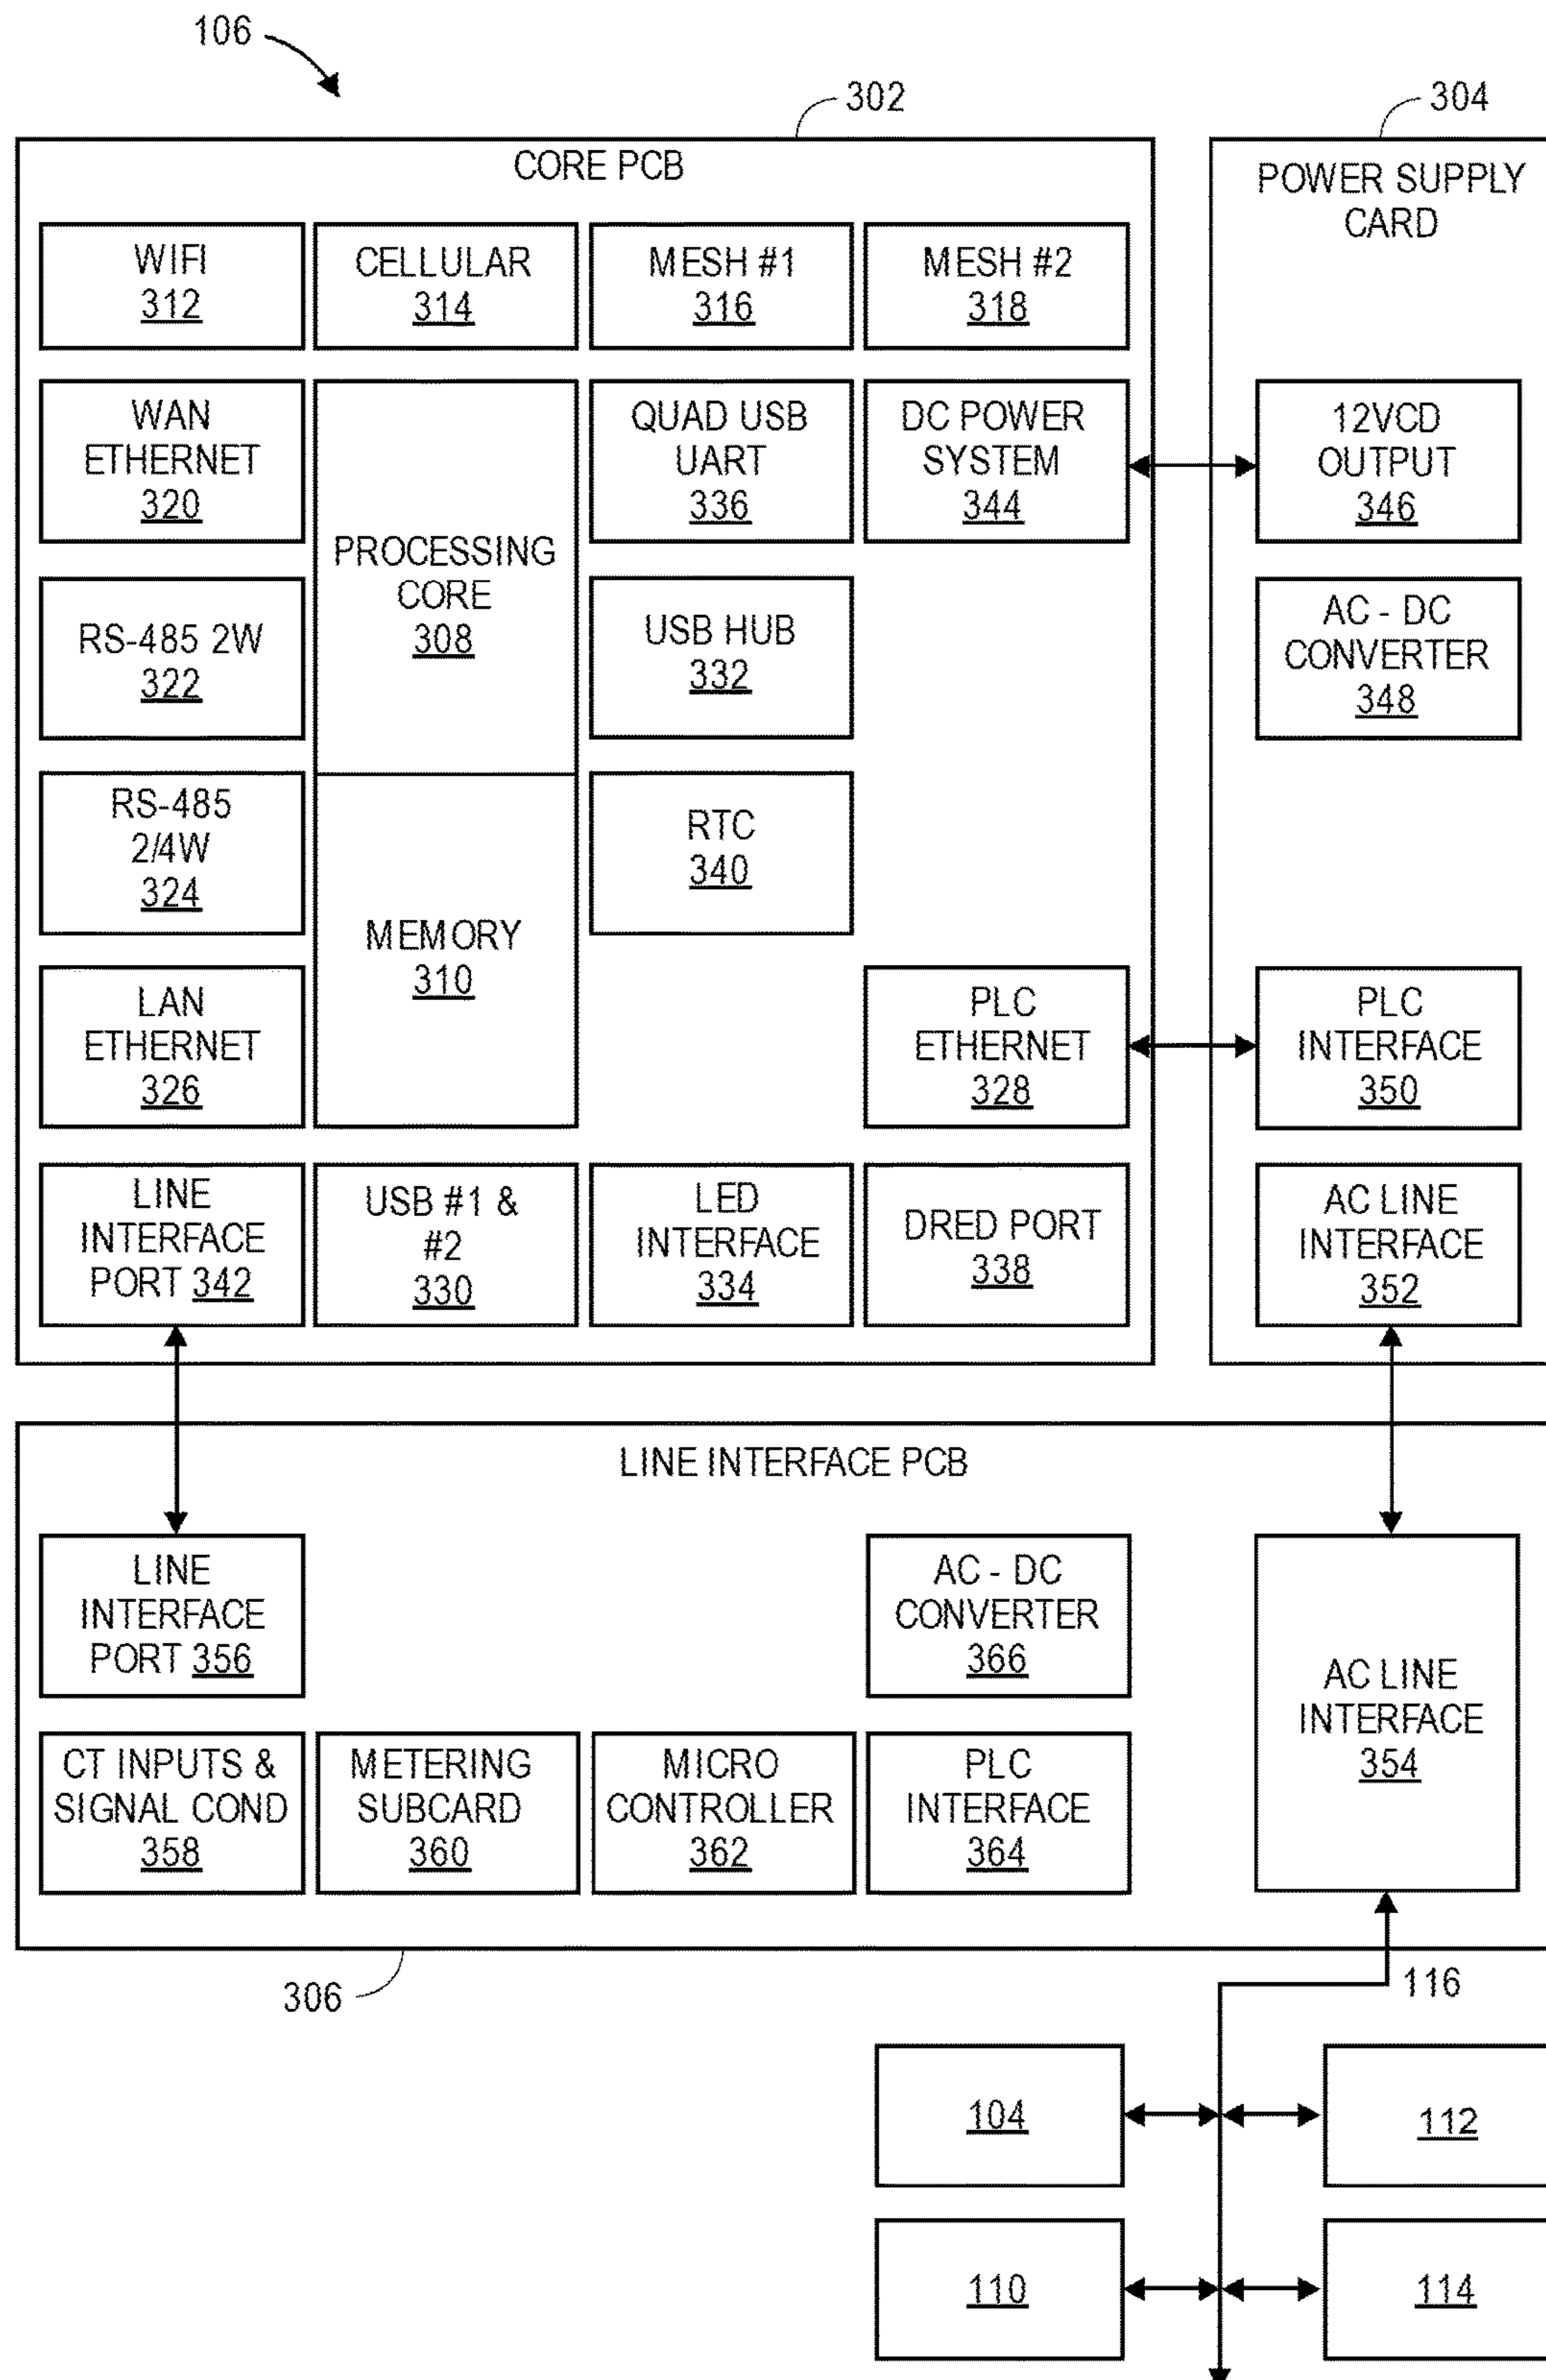 106
302
304
CORE PCB
POWER SUPPLY
CARD
WIFI
312
CELLULAR
314
MESH #1
316
MESH #2
318
WAN
ETHERNET
320
PROCESSING
CORE
308
QUAD USB
UART
336
DC POWER
SYSTEM
344
12VCD
OUTPUT
346
RS-485 2W
322
USB HUB
332
AC - DC
CONVERTER
348
RS-485
2/4W
324
MEMORY
310
RTC
340
LAN
ETHERNET
326
PLC
ETHERNET
328
PLC
INTERFACE
350
LINE
INTERFACE
PORT 342
USB #1 &
#2
330
LED
INTERFACE
334
DRED PORT
338
AC LINE
INTERFACE
352
LINE INTERFACE PCB
LINE
INTERFACE
PORT 356
AC - DC
CONVERTER
366
AC LINE
INTERFACE
354
CT INPUTS &
SIGNAL COND
358
METERING
SUBCARD
360
MICRO
CONTROLLER
362
PLC
INTERFACE
364
306
116
104
112
110
114